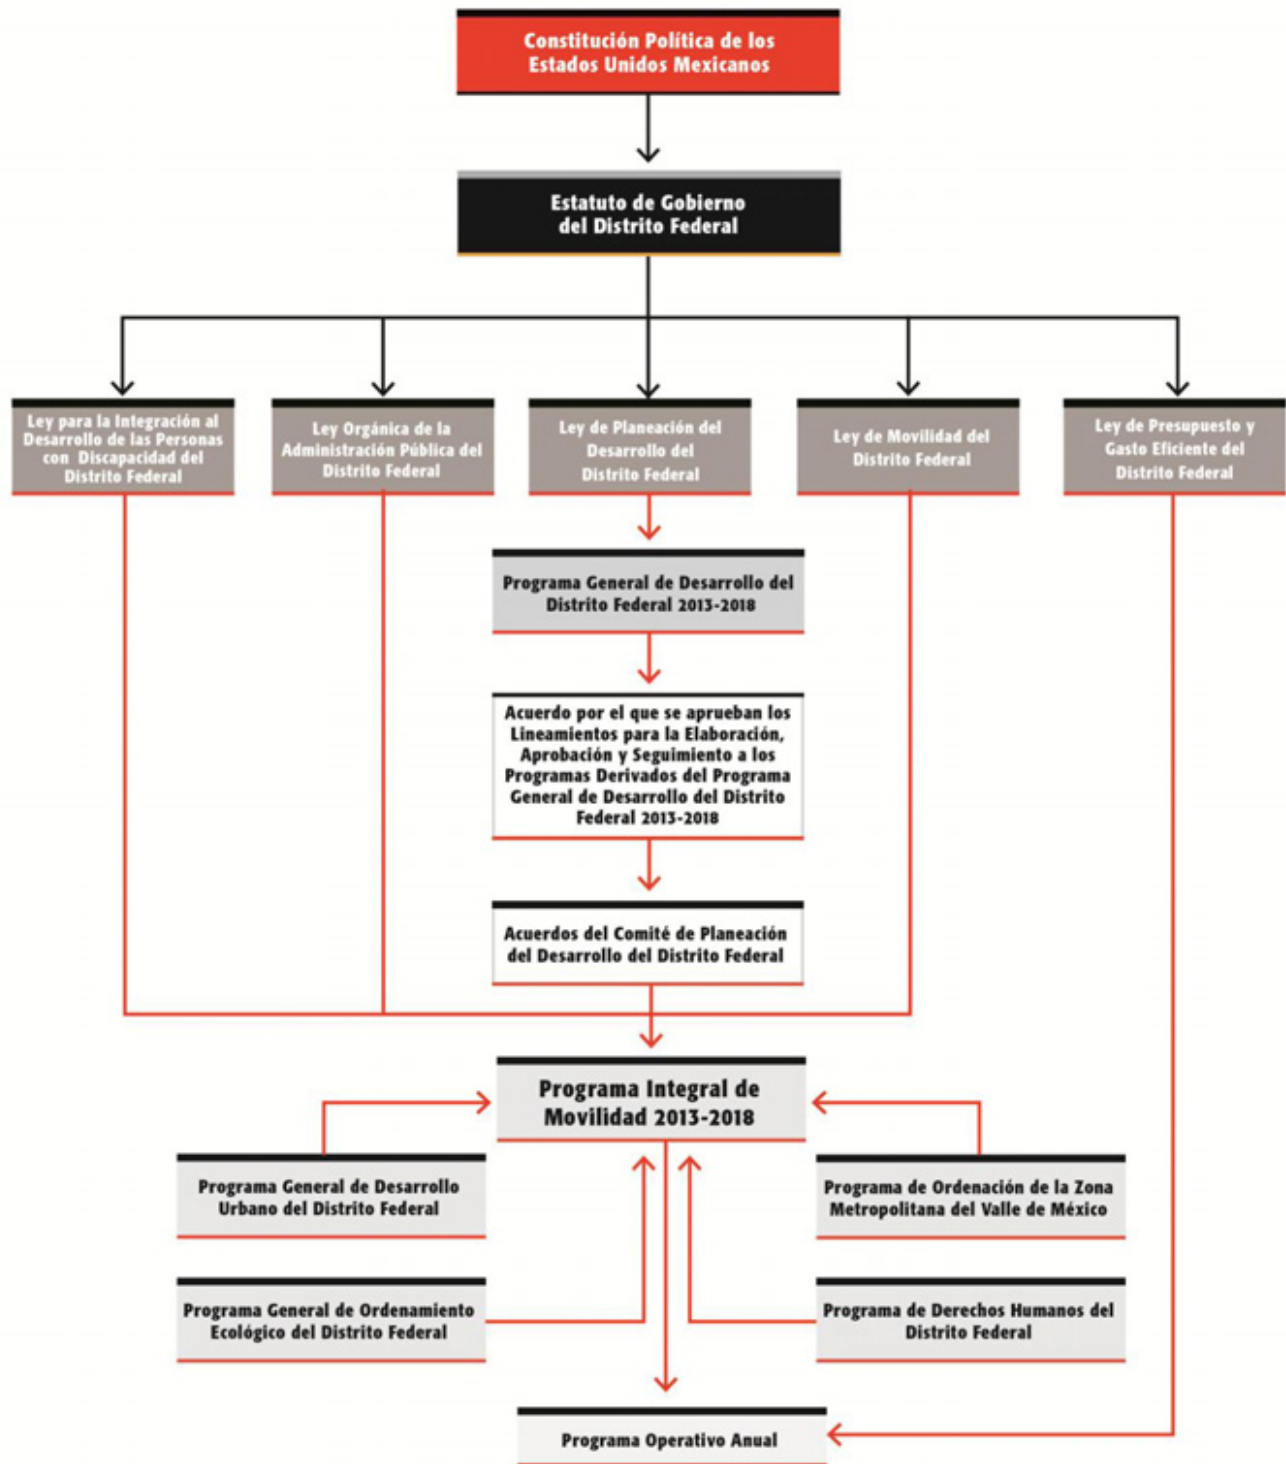 Constitución Política de los
Estados Unidos Mexicanos
Estatuto de Gobierno
del Distrito Federal
Ley para la Integración al
Desarrollo de las Personas
con Discapacidad del
Distrito Federal
Ley Orgánica de la
Administración Pública del
Distrito Federal
Ley de Planeación del
Desarrollo del
Distrito Federal
Ley de Movilidad del
Distrito Federal
Ley de Presupuesto y
Gasto Eficiente del
Distrito Federal
Programa General de Desarrollo del
Distrito Federal 2013-2018
Acuerdo por el que se aprueban los
Lineamientos para la Elaboración,
Aprobación y Seguimiento a los
Programas Derivados del Programa
General de Desarrollo del Distrito
Federal 2013-2018
Acuerdos del Comité de Planeación
del Desarrollo del Distrito Federal
Programa Integral de
Movilidad 2013-2018
Programa General de Desarrollo
Urbano del Distrito Federal
Programa de Ordenación de la Zona
Metropolitana del Valle de México
Programa General de Ordenamiento
Ecológico del Distrito Federal
Programa de Derechos Humanos del
Distrito Federal
Programa Operativo Anual